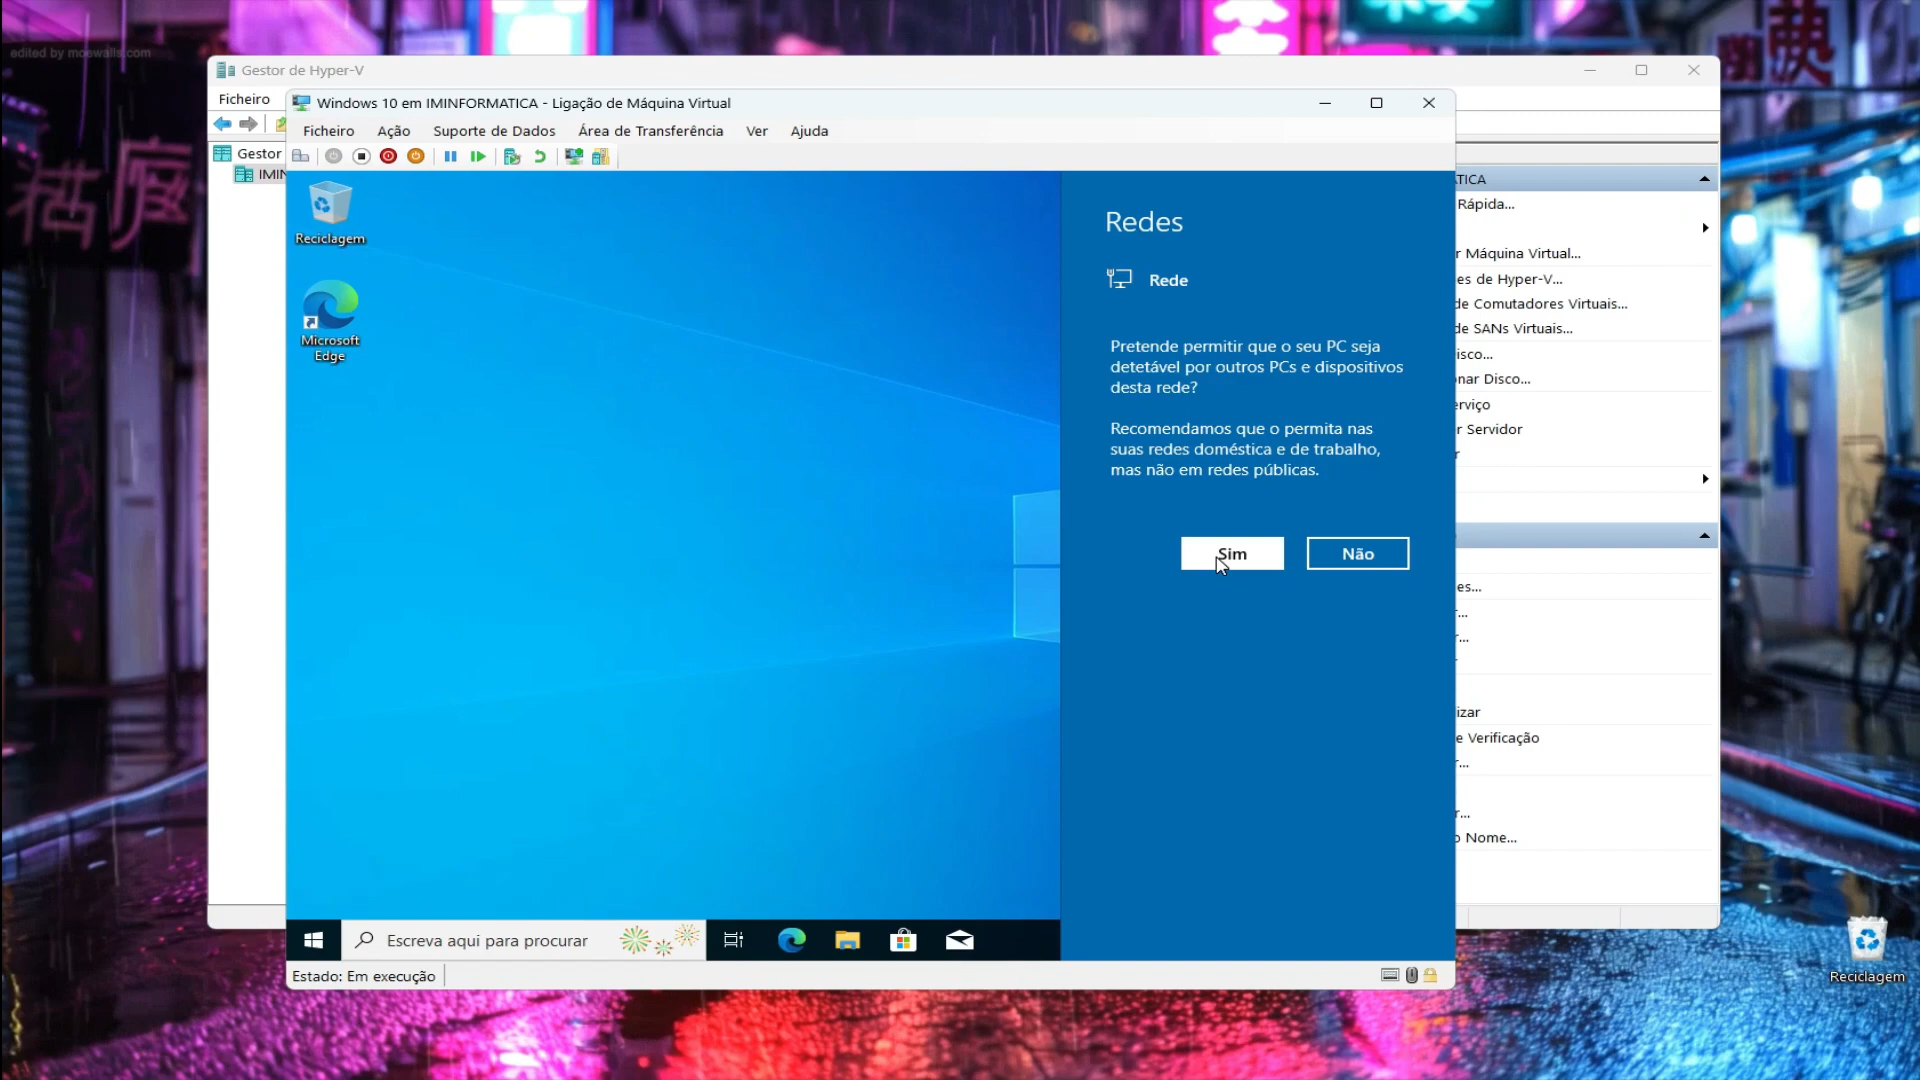 edited by moewalls.com
Gestor de Hyper-V
Ficheiro
Gestor
IMIN
Windows 10 em IMINFORMATICA - Ligação de Máquina Virtual
Ficheiro Ação Suporte de Dados Área de Transferência Ver Ajuda
Reciclagem
Microsoft
Edge
Redes
Rede
Pretende permitir que o seu PC seja
detetável por outros PCs e dispositivos
desta rede?
Recomendamos que o permita nas
suas redes doméstica e de trabalho,
mas não em redes públicas.
Sim Não
Escreva aqui para procurar
Estado: Em execução
TICA
Rápida...
r Máquina Virtual...
es de Hyper-V...
de Comutadores Virtuais...
de SANs Virtuais...
isco...
nar Disco...
erviço
r Servidor
r
es...
izar
e Verificação
r...
o Nome...
Reciclagem